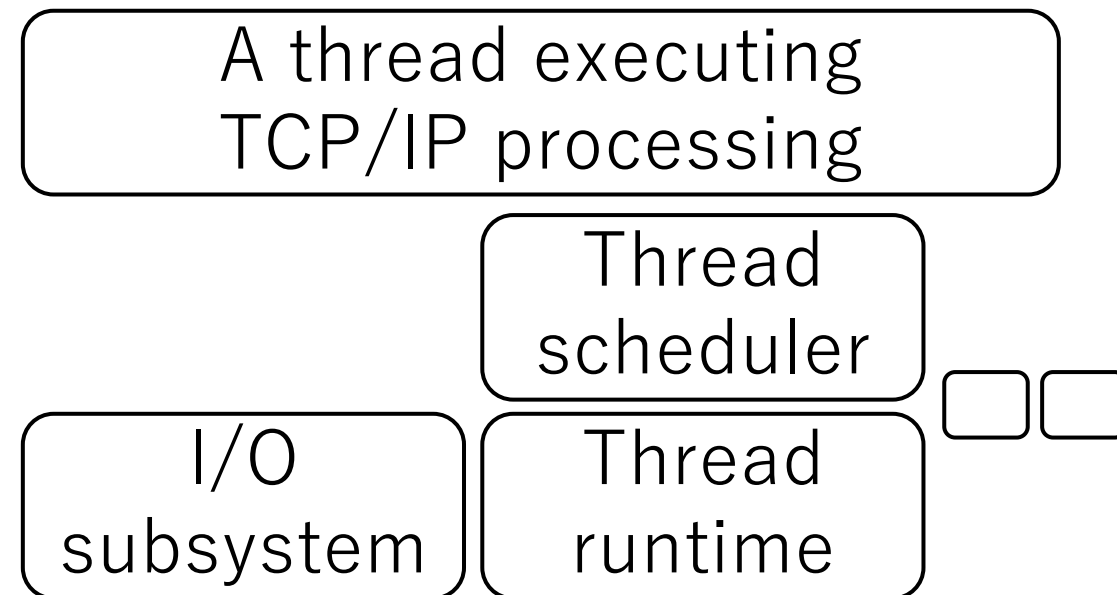 A thread executing
TCP/IP processing
Thread
scheduler
I/O
subsystem
Thread
runtime